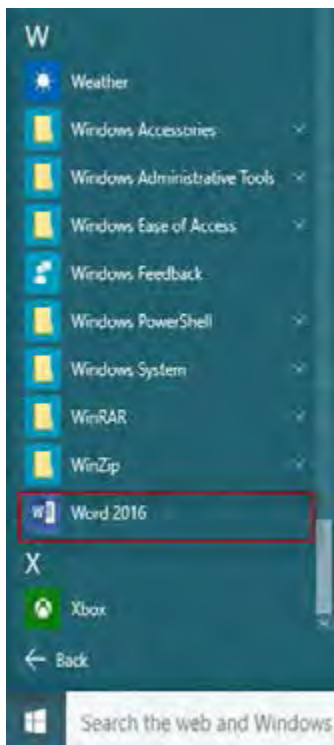 W
Weather
Windows Accessories
Windows Administrative Tools
Windows Ease of Access
Windows Feedback
Windows PowerShell
Windows System
WinRAR
WinZip
Word 2016
X
Xbox
Back
Search the web and Windows